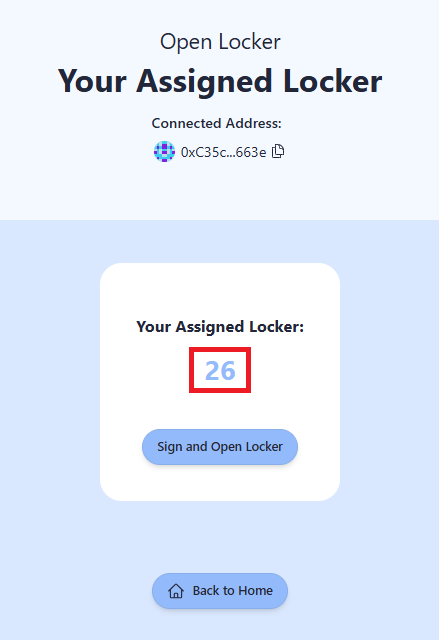 Open Locker
Your Assigned Locker
Connected Address:
0xC35c...663e
Your Assigned Locker:
26
Sign and Open Locker
Back to Home